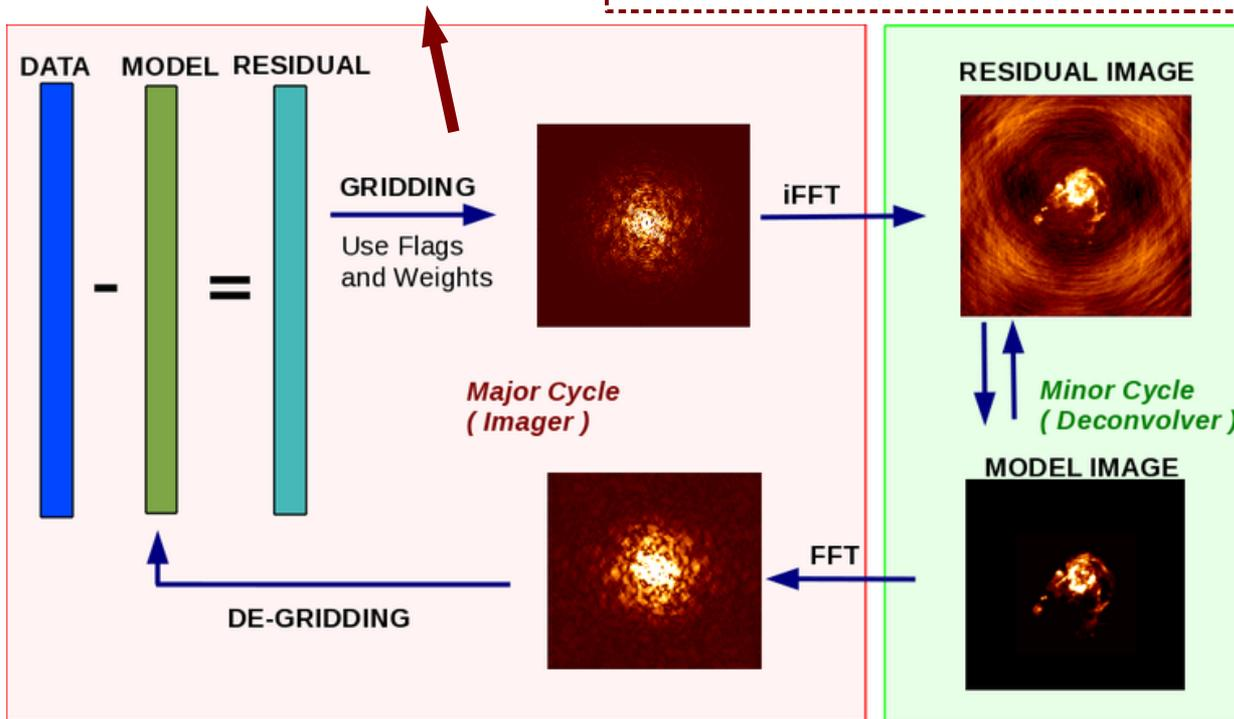 DATA MODEL RESIDUAL
GRIDDING
Use Flags
and Weights
iFFT
RESIDUAL IMAGE
-
=
Major Cycle
( Imager )
Minor Cycle
( Deconvolver )
MODEL IMAGE
FFT
DE-GRIDDING